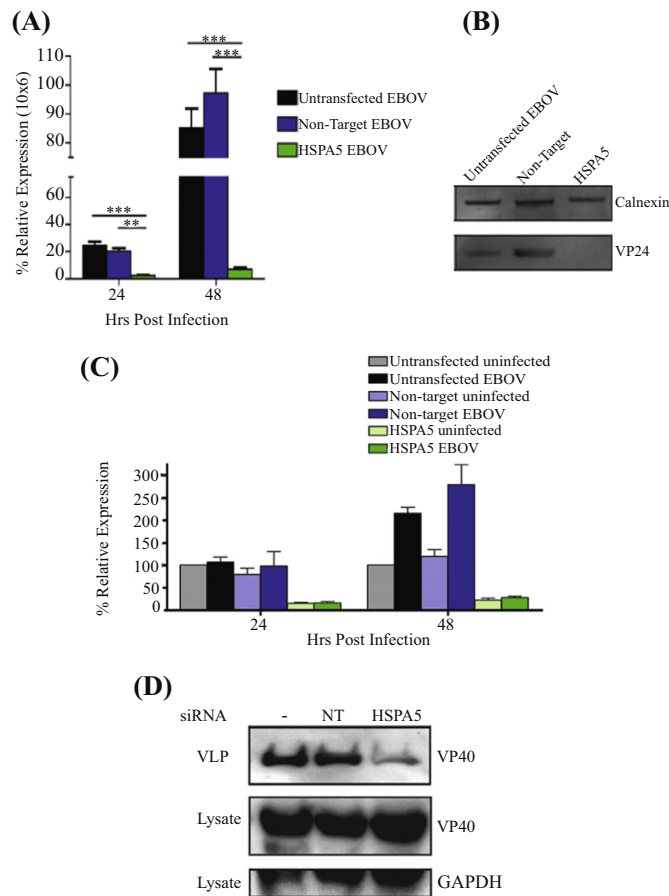 (A)
***
***
% Relative Expression (10x6)
110
100
90
80
60
40
20
0
***
**
24
48
Hrs Post Infection
Untransfected EBOV
Non-Target EBOV
HSPA5 EBOV
(B)
Untransfected EBOV
Non-Target
HSPA5
Calnexin
VP24
(C)
Untransfected uninfected
Untransfected EBOV
Non-target uninfected
Non-target EBOV
HSPA5 uninfected
HSPA5 EBOV
% Relative Expression
300
250
200
150
100
50
0
24
48
Hrs Post Infection
(D)
siRNA - NT HSPA5
VLP VP40
Lysate VP40
Lysate GAPDH